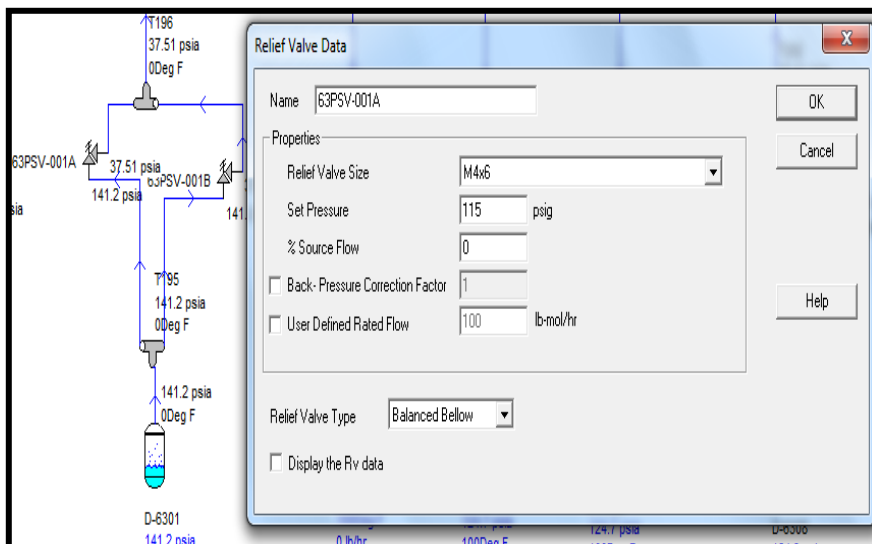 T196
37.51 psia
0Deg F
63PSV-001A
37.51 psia
63PSV-001B
141.2 psia
141.
sia
T195
141.2 psia
0Deg F
141.2 psia
0Deg F
D-6301
141.2 psia
Relief Valve Data
X
Name 63PSV-001A
OK
Cancel
Help
Properties
Relief Valve Size M4x6
Set Pressure 115 psig
% Source Flow 0
Back- Pressure Correction Factor 1
User Defined Rated Flow 100 lb-mol/hr
Relief Valve Type Balanced Bellow
Display the Rv data
0 lb/hr
100Deg F
124.7 psia
D-6308